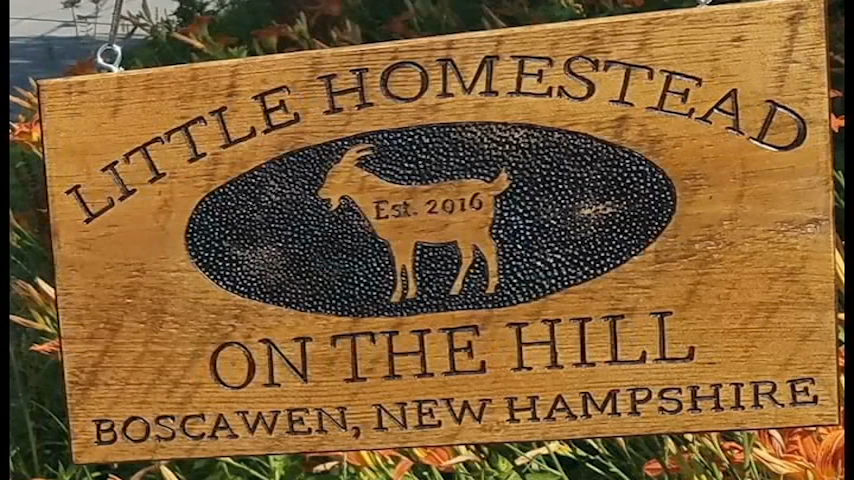 LITTLE HOMESTEAD
Est. 2016
ON THE HILL
BOSCAWEN, NEW HAMPSHIRE